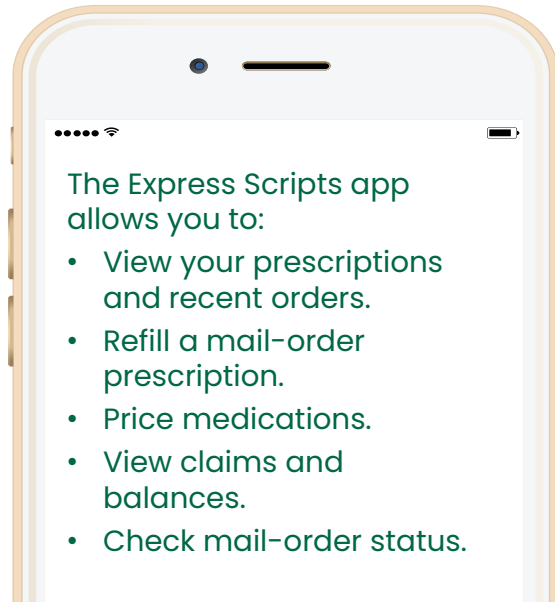 The Express Scripts app
allows you to:
• View your prescriptions
and recent orders.
• Refill a mail-order
prescription.
• Price medications.
• View claims and
balances.
• Check mail-order status.